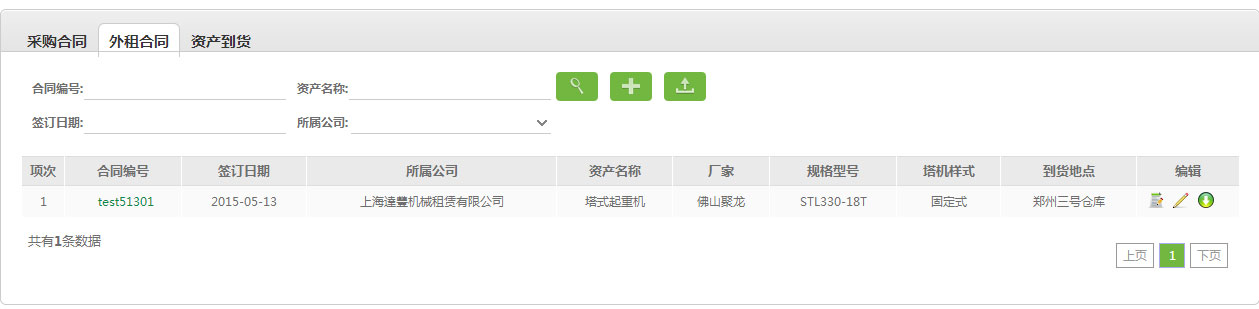 采购合同 外租合同 资产到货
合同编号: 资产名称:
签订日期: 所属公司:
项次 合同编号 签订日期 所属公司 资产名称 厂家 规格型号 塔机样式 到货地点 编辑
1 test51301 2015-05-13 上海達豐机械租赁有限公司 塔式起重机 佛山聚龙 STL330-18T 固定式 郑州三号仓库
共有1条数据
上页 1 下页